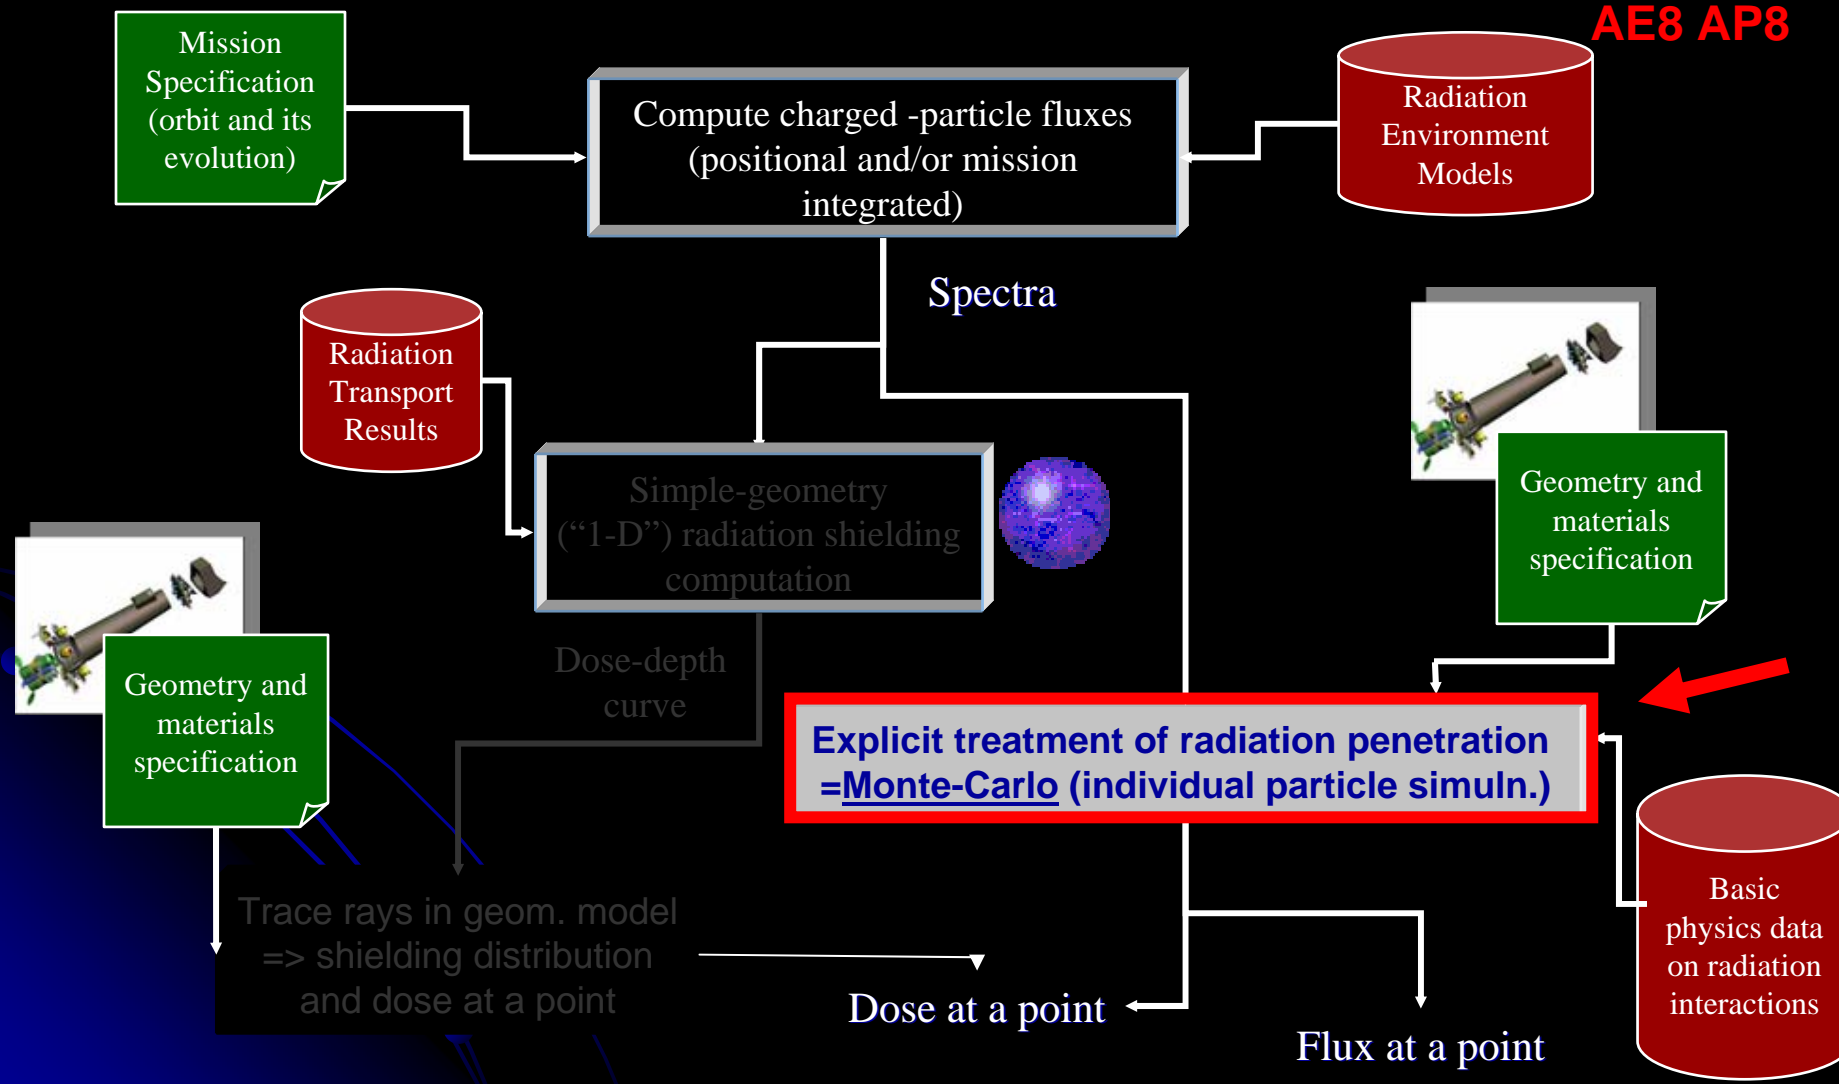 AE8 AP8
Mission
Specification
(orbit and its
evolution)
Compute charged -particle fluxes
(positional and/or mission
integrated)
Radiation
Environment
Models
Spectra
Radiation
Transport
Results
Simple-geometry
(“1-D”) radiation shielding
computation
Geometry and
materials
specification
Dose-depth
curve
Geometry and
materials
specification
Explicit treatment of radiation penetration
=Monte-Carlo (individual particle simuln.)
Basic
physics data
on radiation
interactions
Trace rays in geom. model
=> shielding distribution
and dose at a point
Dose at a point
Flux at a point